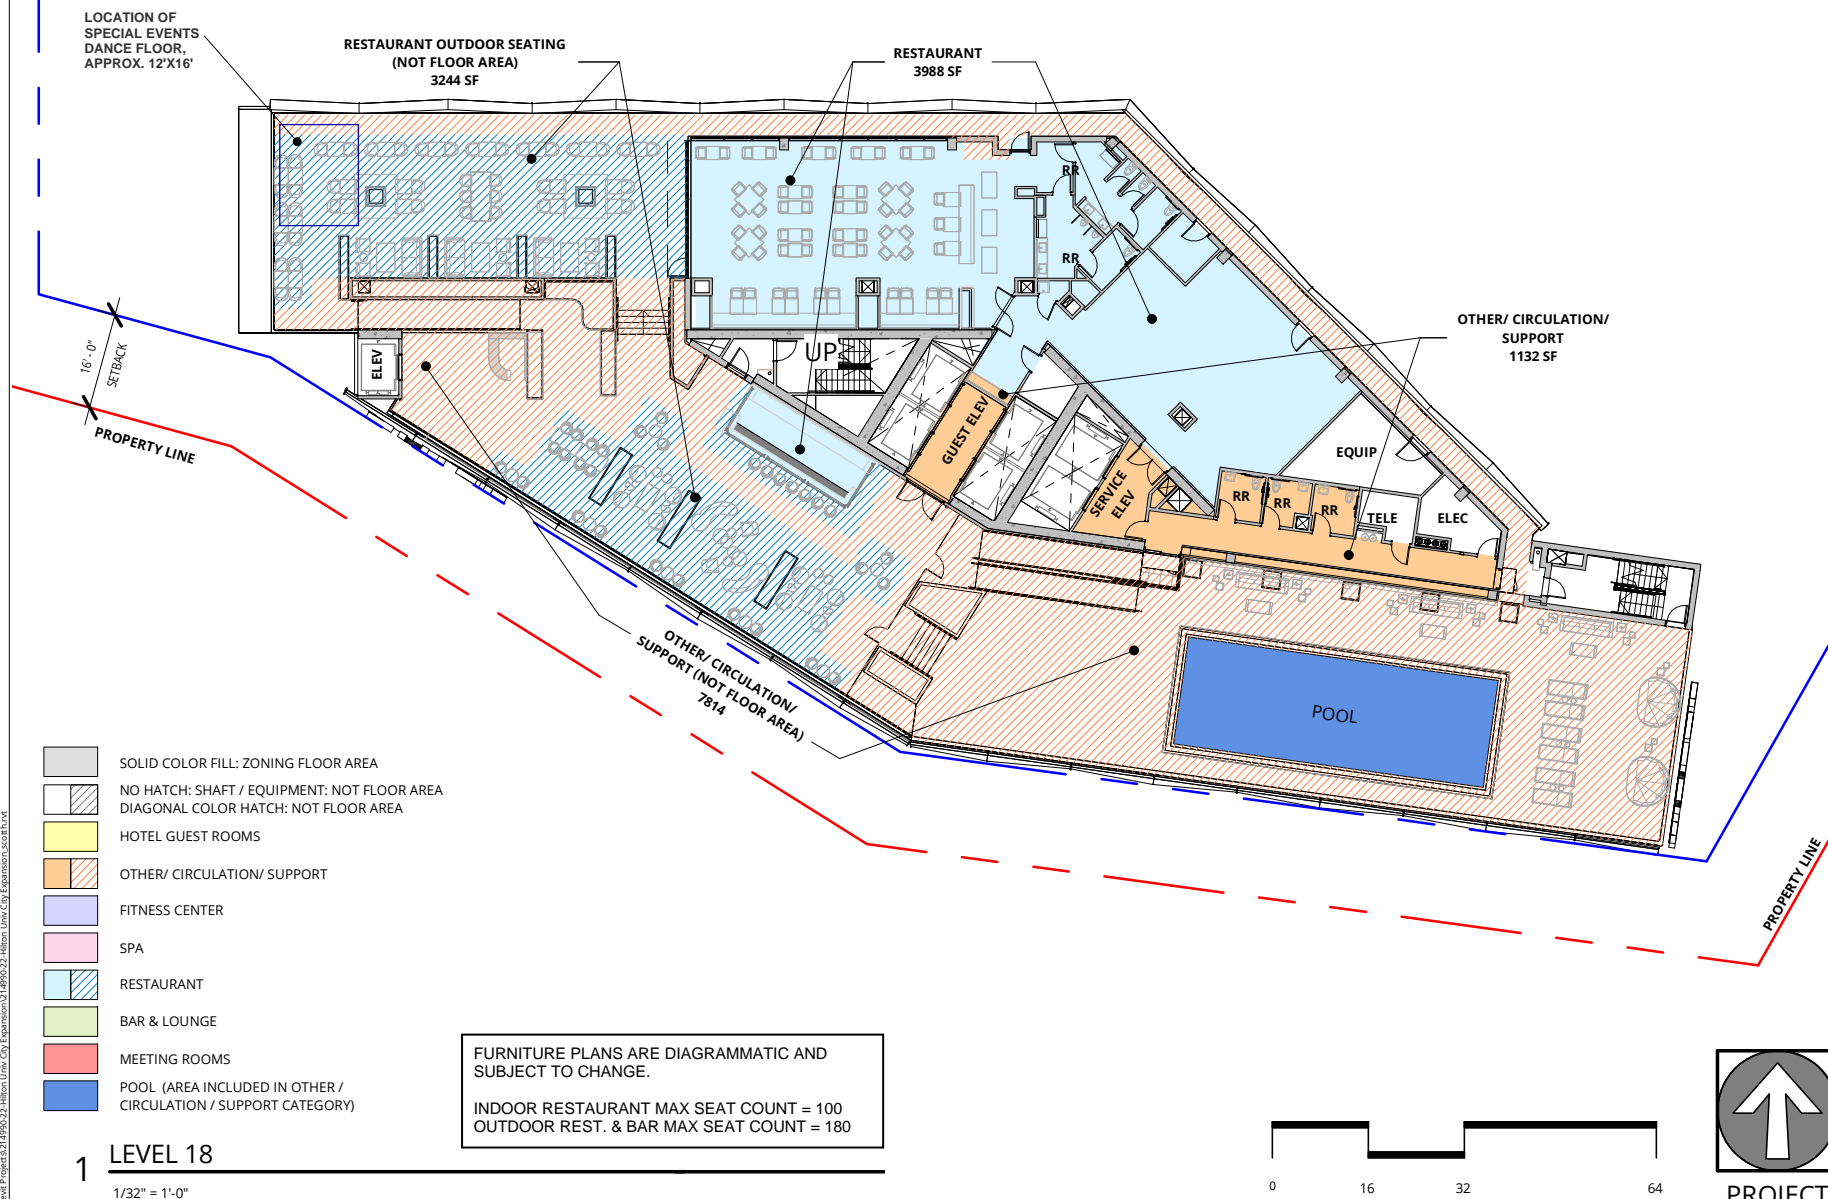 LOCATION OF
SPECIAL EVENTS
DANCE FLOOR,
APPROX. 12'X16'
RESTAURANT OUTDOOR SEATING
(NOT FLOOR AREA)
3244 SF
RESTAURANT
3988 SF
RR
RR
OTHER/ CIRCULATION/
SUPPORT
1132 SF
16' - 0"
SETBACK
PROPERTY LINE
ELEV
UP
GUEST ELEV
SERVICE
ELEV
EQUIP
RR
RR
RR
TELE
ELEC
OTHER/ CIRCULATION/
SUPPORT (NOT FLOOR AREA)
7814
POOL
PROPERTY LINE
SOLID COLOR FILL: ZONING FLOOR AREA
NO HATCH: SHAFT / EQUIPMENT: NOT FLOOR AREA
DIAGONAL COLOR HATCH: NOT FLOOR AREA
HOTEL GUEST ROOMS
OTHER/ CIRCULATION/ SUPPORT
FITNESS CENTER
SPA
RESTAURANT
BAR & LOUNGE
MEETING ROOMS
POOL (AREA INCLUDED IN OTHER /
CIRCULATION / SUPPORT CATEGORY)
FURNITURE PLANS ARE DIAGRAMMATIC AND
SUBJECT TO CHANGE.
INDOOR RESTAURANT MAX SEAT COUNT = 100
OUTDOOR REST. & BAR MAX SEAT COUNT = 180
1 LEVEL 18
1/32" = 1'-0"
0 16 32 64
PROJECT